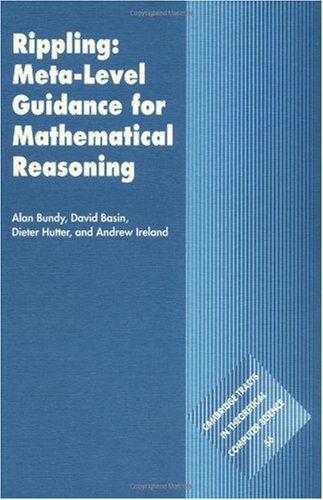 Rippling:
Meta-Level
Guidance for
Mathematical
Reasoning
Alan Bundy, David Basin,
Dieter Hutter, and Andrew Ireland
CAMBRIDGE TRACTS
IN THEORETICAL
COMPUTER SCIENCE
56